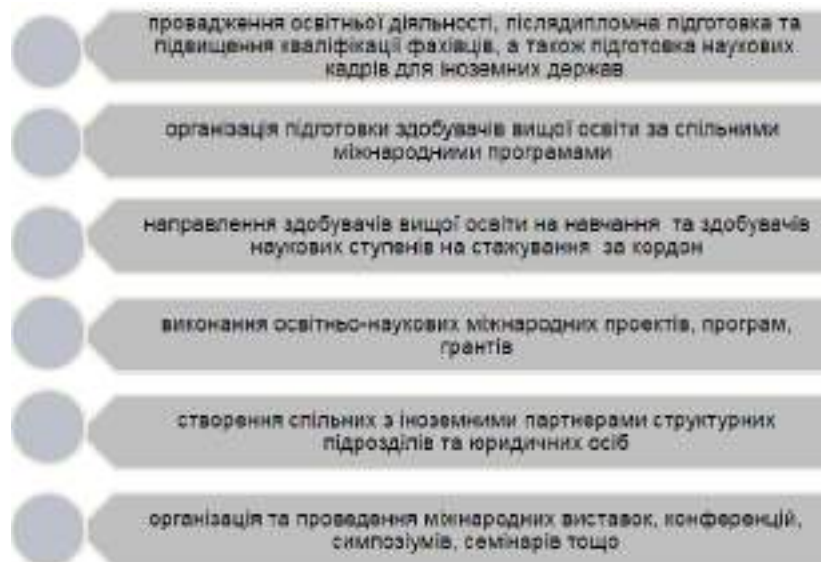 провадження освітньої діяльності, післядипломна підготовка та
підвищення кваліфікації фахівців, а також підготовка наукових
кадрів для іноземних держав
організація підготовки здобувачів вищої освіти за спільними
міжнародними програмами
направлення здобувачів вищої освіти на навчання та здобувачів
наукових ступенів на стажування за кордон
виконання освітньо-наукових міжнародних проектів, програм,
грантів
створення спільних з іноземними партнерами структурних
підрозділів та юридичних осіб
організація та проведення міжнародних виставок, конференцій,
симпозіумів, семінарів тощо